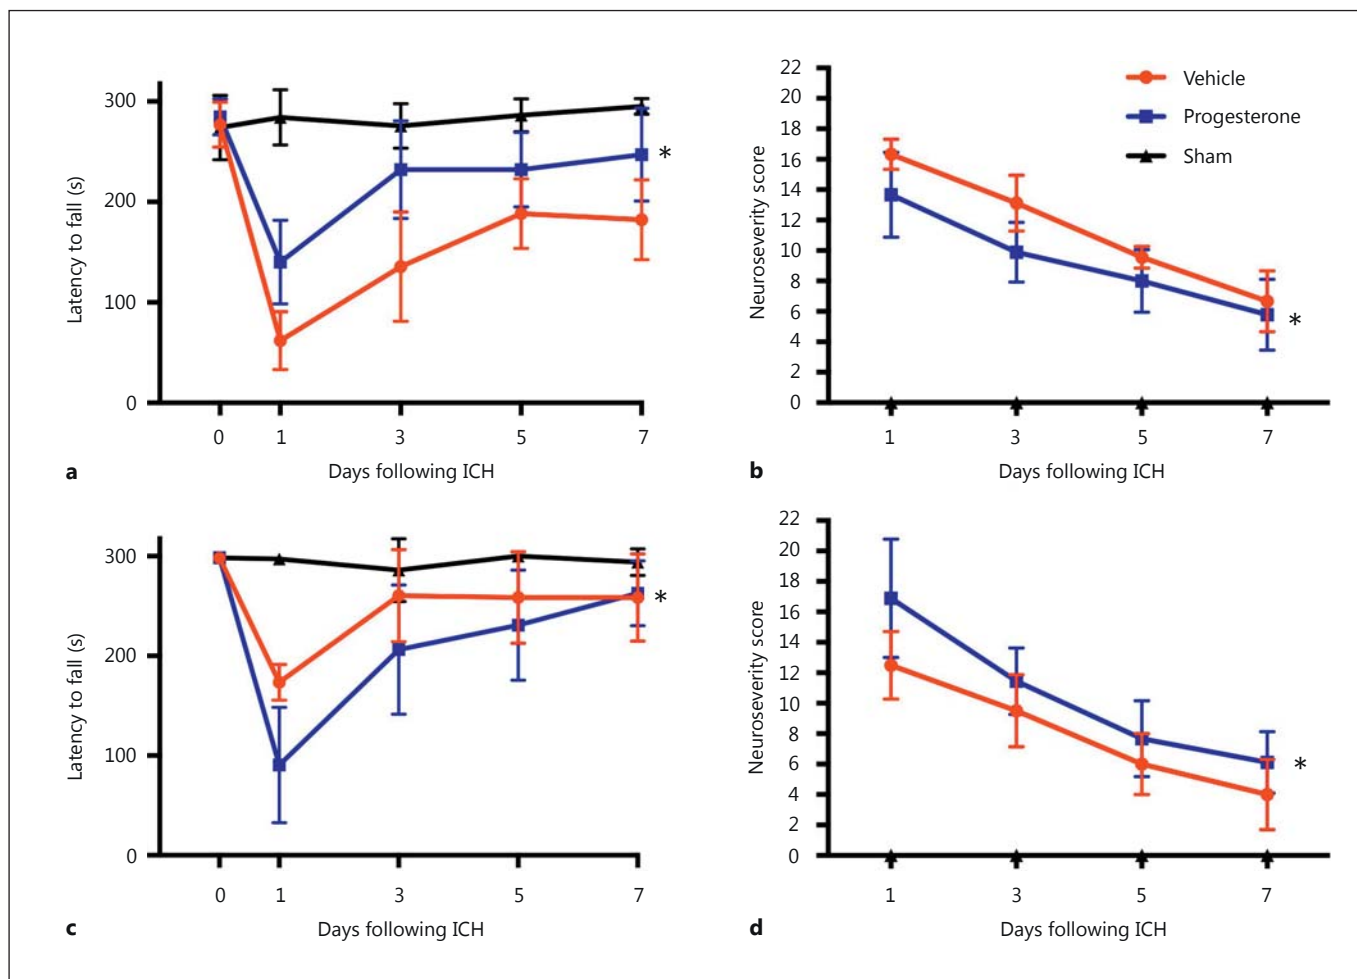 300
200
100
0
Latency to fall (s)
0 1 3 5 7
Days following ICH
*
a
22
20
18
16
14
12
10
8
6
4
2
0
Neuroseverity score
1 3 5 7
Days following ICH
*
b
Vehicle
Progesterone
Sham
300
200
100
0
Latency to fall (s)
0 1 3 5 7
Days following ICH
*
c
22
20
18
16
14
12
10
8
6
4
2
0
Neuroseverity score
1 3 5 7
Days following ICH
*
d